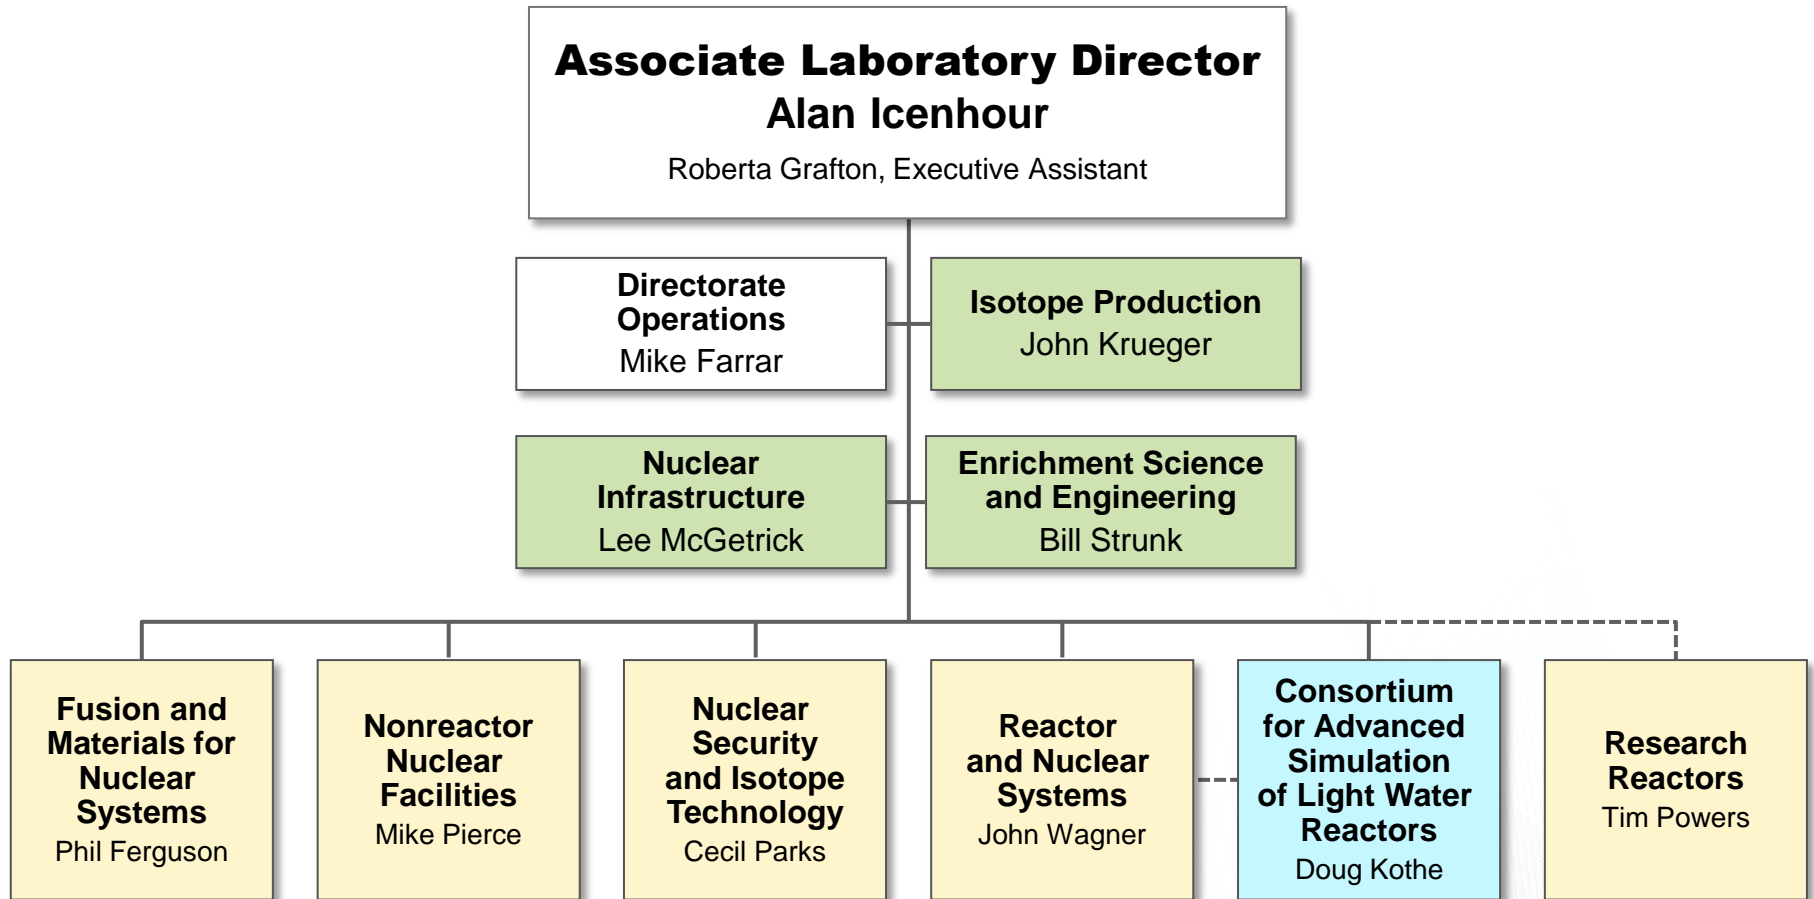 Associate Laboratory Director
Alan Icenhour
Roberta Grafton, Executive Assistant
Directorate
Operations
Mike Farrar
Isotope Production
John Krueger
Nuclear
Infrastructure
Lee McGetrick
Enrichment Science
and Engineering
Bill Strunk
Fusion and
Materials for
Nuclear
Systems
Phil Ferguson
Nonreactor
Nuclear
Facilities
Mike Pierce
Nuclear
Security
and Isotope
Technology
Cecil Parks
Reactor
and Nuclear
Systems
John Wagner
Consortium
for Advanced
Simulation
of Light Water
Reactors
Doug Kothe
Research
Reactors
Tim Powers